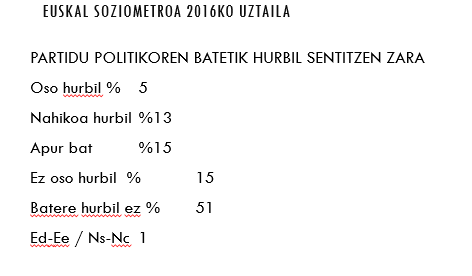 EUSKAL SOZIOMETROA 2016KO UZTAILA
PARTIDU POLITIKOREN BATETIK HURBIL SENTITZEN ZARA
Oso hurbil % 5
Nahikoa hurbil %13
Apur bat %15
Ez oso hurbil % 15
Batere hurbil ez % 51
Ed-Ee / Ns-Nc 1